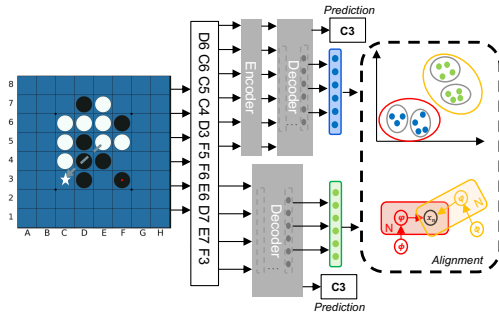 Prediction
C3
8
7
6
5
4
3
2
1
A B C D E F G H
D6 C6 C5 C4 D3 F5 F6 E6 D7 E7 F3
Encoder
Decoder
Decoder
C3
Prediction
N
φ
x_n
ϕ
φ
N
ϕ
Alignment